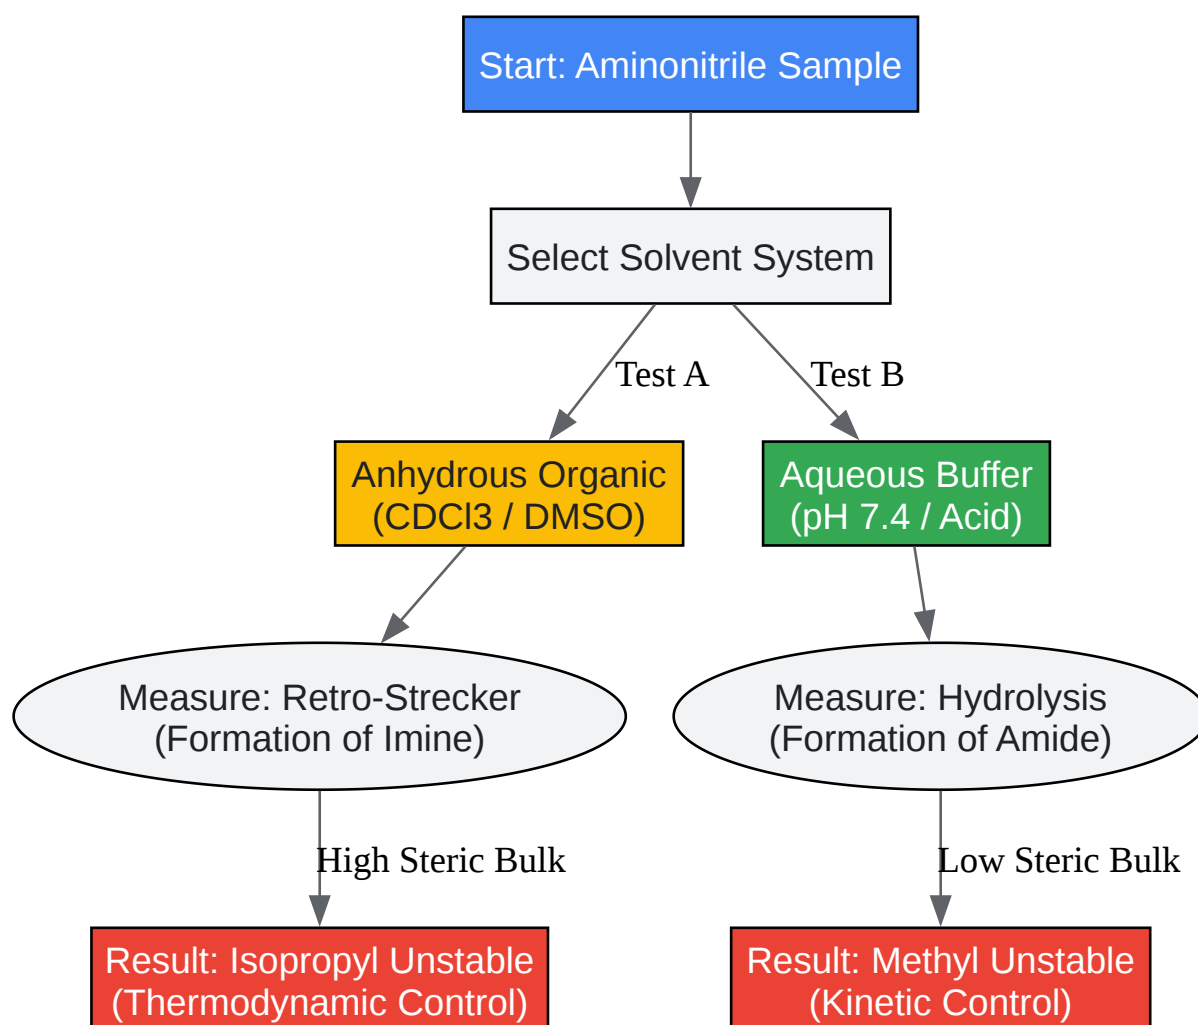 Start: Aminonitrile Sample
Select Solvent System
Test A
Test B
Anhydrous Organic
(CDCl3 / DMSO)
Aqueous Buffer
(pH 7.4 / Acid)
Measure: Retro-Strecker
(Formation of Imine)
Measure: Hydrolysis
(Formation of Amide)
High Steric Bulk
Low Steric Bulk
Result: Isopropyl Unstable
(Thermodynamic Control)
Result: Methyl Unstable
(Kinetic Control)